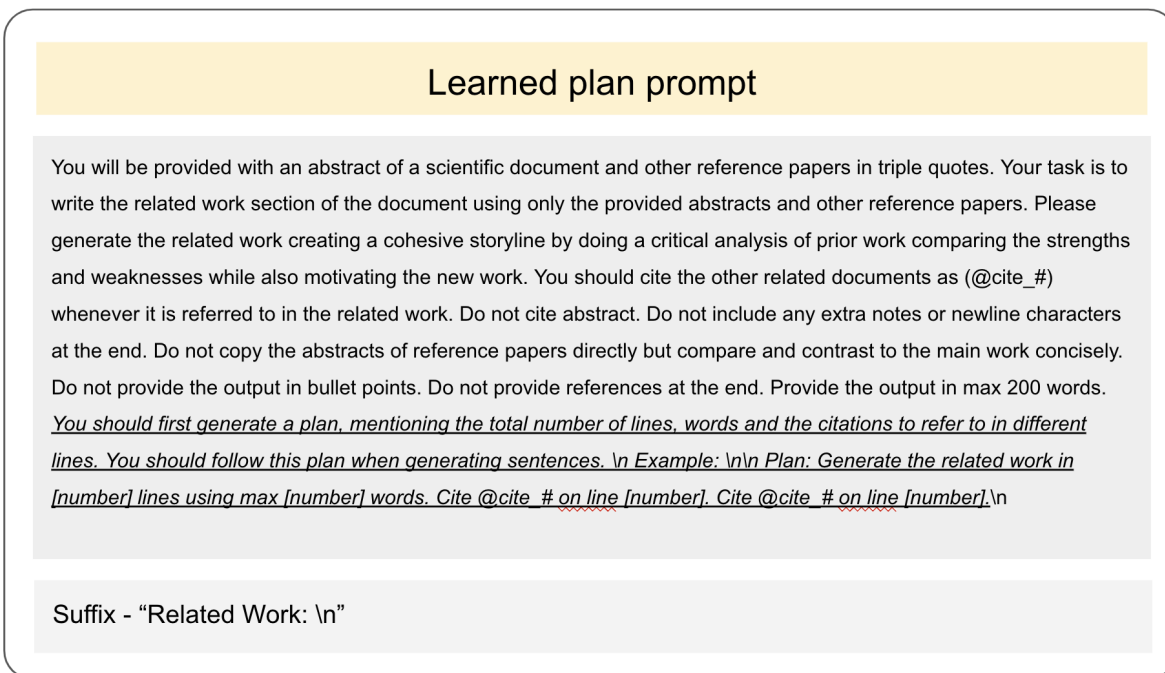 Learned plan prompt
You will be provided with an abstract of a scientific document and other reference papers in triple quotes. Your task is to
write the related work section of the document using only the provided abstracts and other reference papers. Please
generate the related work creating a cohesive storyline by doing a critical analysis of prior work comparing the strengths
and weaknesses while also motivating the new work. You should cite the other related documents as (@cite_#)
whenever it is referred to in the related work. Do not cite abstract. Do not include any extra notes or newline characters
at the end. Do not copy the abstracts of reference papers directly but compare and contrast to the main work concisely.
Do not provide the output in bullet points. Do not provide references at the end. Provide the output in max 200 words.
You should first generate a plan, mentioning the total number of lines, words and the citations to refer to in different
lines. You should follow this plan when generating sentences. \n Example: \n\n Plan: Generate the related work in
[number] lines using max [number] words. Cite @cite_# on line [number]. Cite @cite_# on line [number].\n
Suffix - “Related Work: \n”